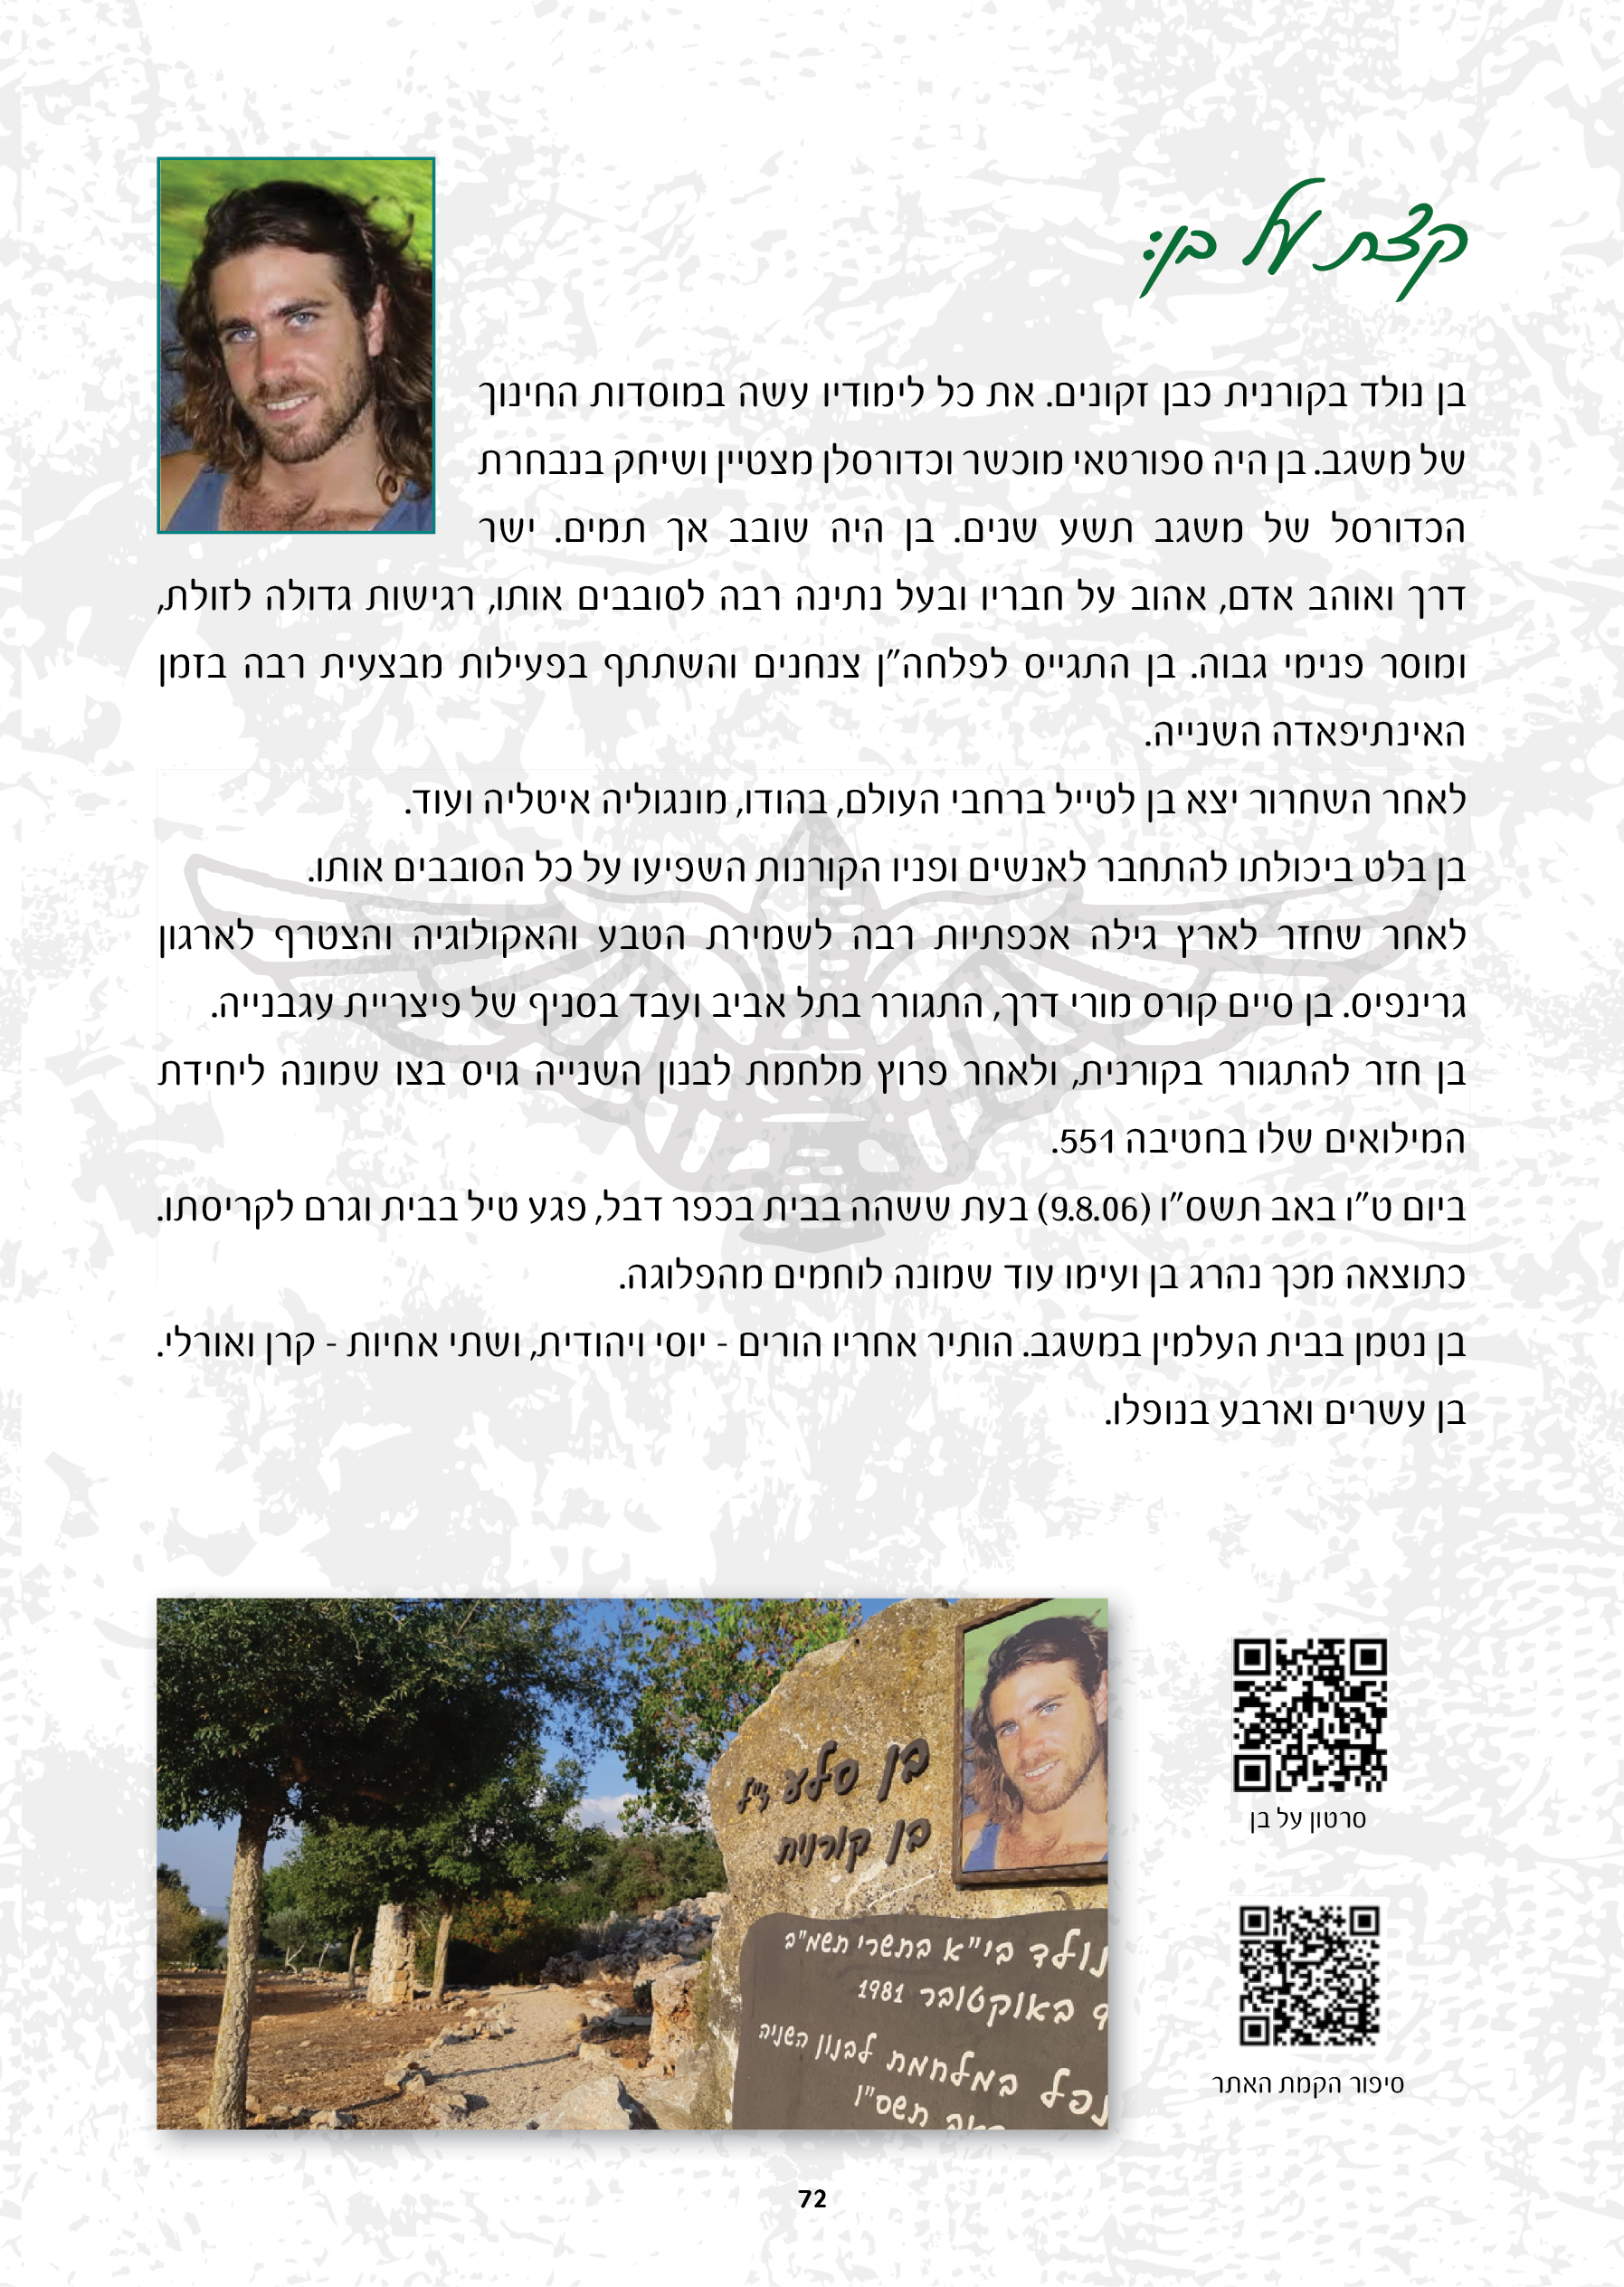 קצת על בן:
בן נולד בקורנית כבן זקונים. את כל לימודיו עשה במוסדות החינוך
של משגב. בן היה ספורטאי מוכשר וכדורסלן מצטיין ושיחק בנבחרת
הכדורסל של משגב תשע שנים. בן היה שובב אך תמים. ישר
דרך ואוהב אדם, אהוב על חבריו ובעל נתינה רבה לסובבים אותו, רגישות גדולה לזולת,
ומוסר פנימי גבוה. בן התגייס לפלחה"ן צנחנים והשתתף בפעילות מבצעית רבה בזמן
האינתיפאדה השנייה.
לאחר השחרור יצא בן לטייל ברחבי העולם, בהודו, מונגוליה איטליה ועוד.
בן בלט ביכולתו להתחבר לאנשים ופניו הקורנות השפיעו על כל הסובבים אותו.
לאחר שחזר לארץ גילה אכפתיות רבה לשמירת הטבע והאקולוגיה והצטרף לארגון
גרינפיס. בן סיים קורס מורי דרך, התגורר בתל אביב ועבד בסניף של פיצריית עגבנייה.
בן חזר להתגורר בקורנית, ולאחר פרוץ מלחמת לבנון השנייה גויס בצו שמונה ליחידת
המילואים שלו בחטיבה 551.
ביום ט"ו באב תשס"ו (9.8.06) בעת ששהה בבית בכפר דבל, פגע טיל בבית וגרם לקריסתו.
כתוצאה מכך נהרג בן ועימו עוד שמונה לוחמים מהפלוגה.
בן נטמן בבית העלמין במשגב. הותיר אחריו הורים - יוסי ויהודית, ושתי אחיות - קרן ואורלי.
בן עשרים וארבע בנופלו.
בן סלע ז"ל
בן קורנית
נולד בי"א בתשרי תשמ"ב
9 באוקטובר 1981
נפל במלחמת לבנון השניה
באב תשס"ו
סרטון על בן
סיפור הקמת האתר
72